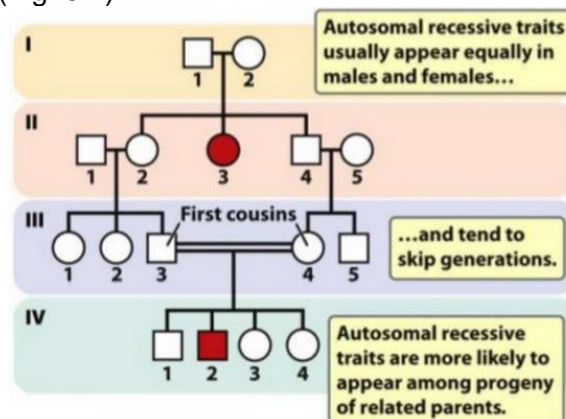 I
Autosomal recessive traits
usually appear equally in
males and females...
1 2
II
1 2 3 4 5
III
First cousins
...and tend to
skip generations.
1 2 3 4 5
IV
1 2 3 4
Autosomal recessive
traits are more likely to
appear among progeny
of related parents.